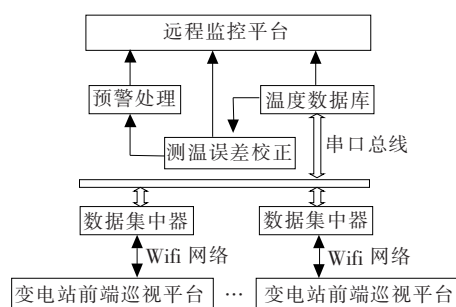 远程监控平台
预警处理
温度数据库
测温误差校正
串口总线
数据集中器
数据集中器
Wifi 网络
Wifi 网络
变电站前端巡视平台
…
变电站前端巡视平台